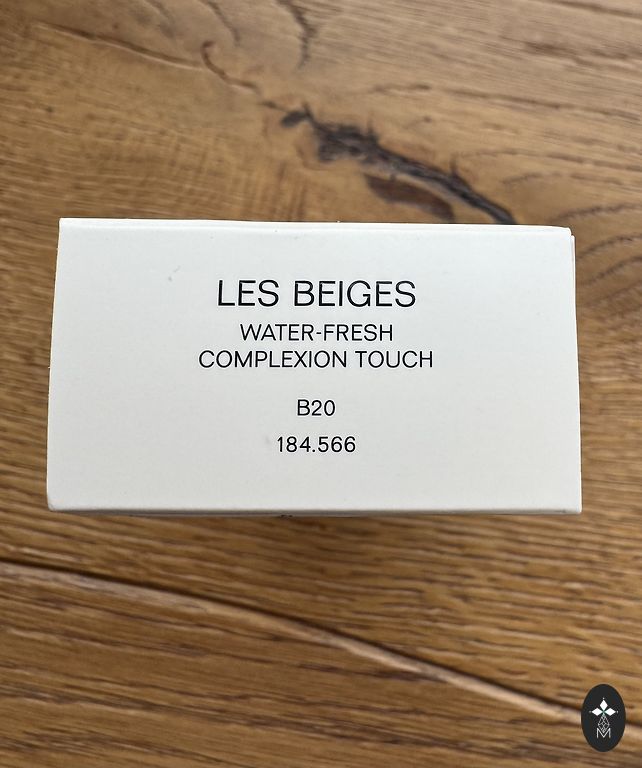 LES BEIGES
WATER-FRESH
COMPLEXION TOUCH
B20
184.566
M